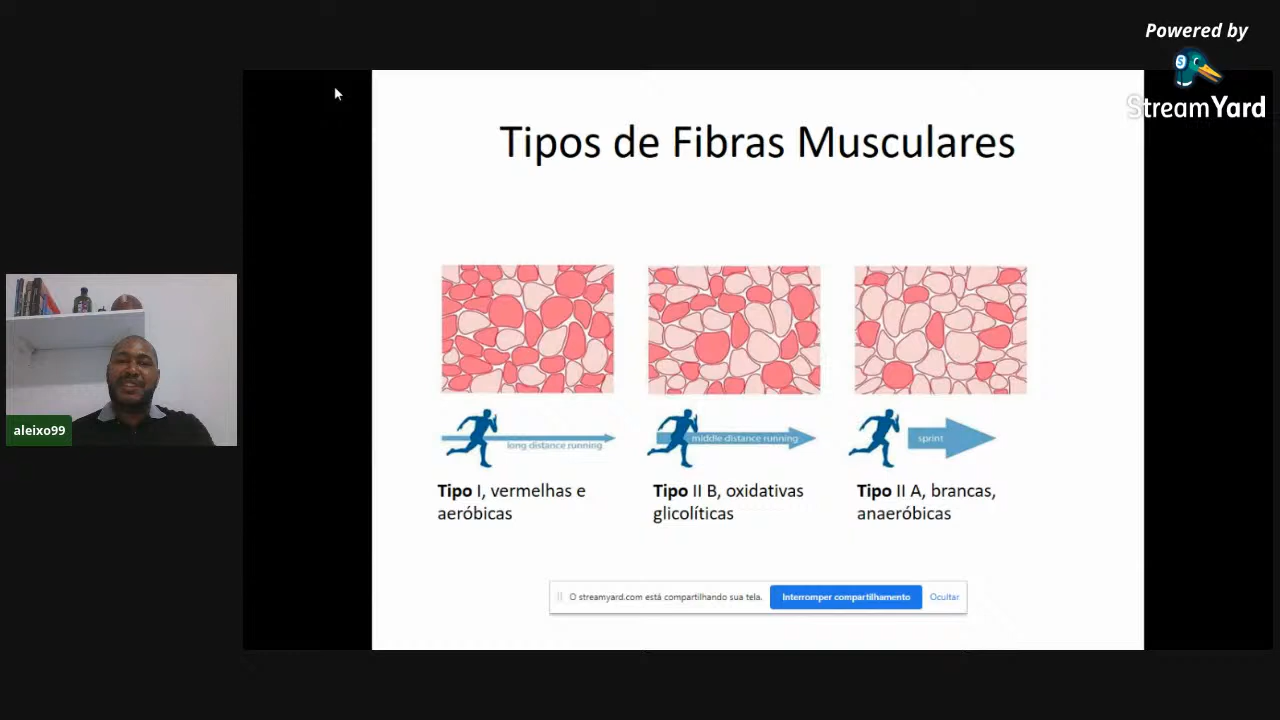 Powered by
StreamYard
Tipos de Fibras Musculares
long distance running
middle distance running
sprint
Tipo I, vermelhas e
aeróbicas
Tipo II B, oxidativas
glicolíticas
Tipo II A, brancas,
anaeróbicas
aleixo99
O streamyard.com está compartilhando sua tela.
Interromper compartilhamento
Ocultar